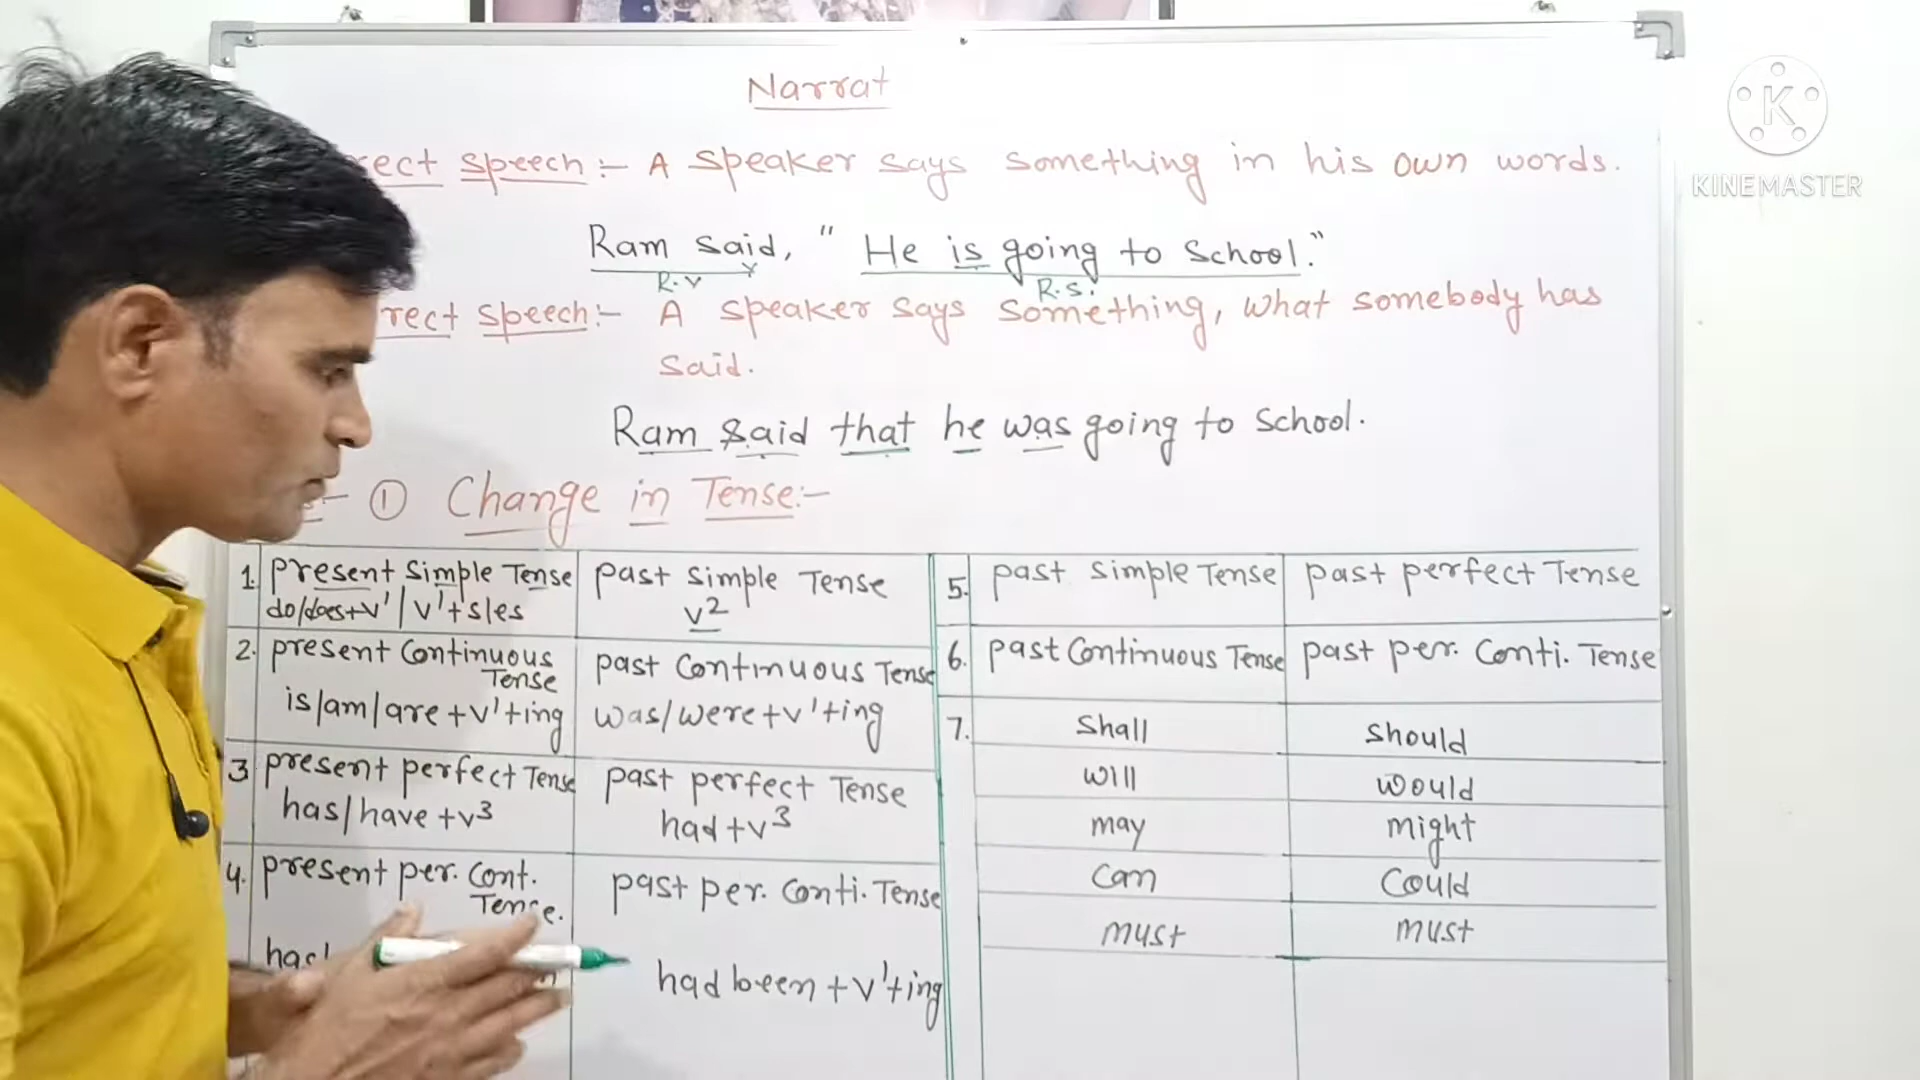 Narrat
rect speech:- A speaker says something in his own words.
Ram said, " He is going to School."
R.V R.S.
rect speech:- A speaker says something, what somebody has
said.
Ram said that he was going to School.
:- ① Change in Tense:-
1. present simple Tense past simple Tense
do/does+v¹/v¹+s/es v²
2. present Continuous Tense past Continuous Tense
is/am/are+v¹+ing was/were+v¹+ing
3 present perfect Tense past perfect Tense
has/have+v³ had+v³
4. present per. Cont. Tense. past per. Conti. Tense
had been+v¹+ing
5. past simple Tense past perfect Tense
6. past Continuous Tense past per. Conti. Tense
7. Shall should
will would
may might
Can Could
must must
K
KINEMASTER